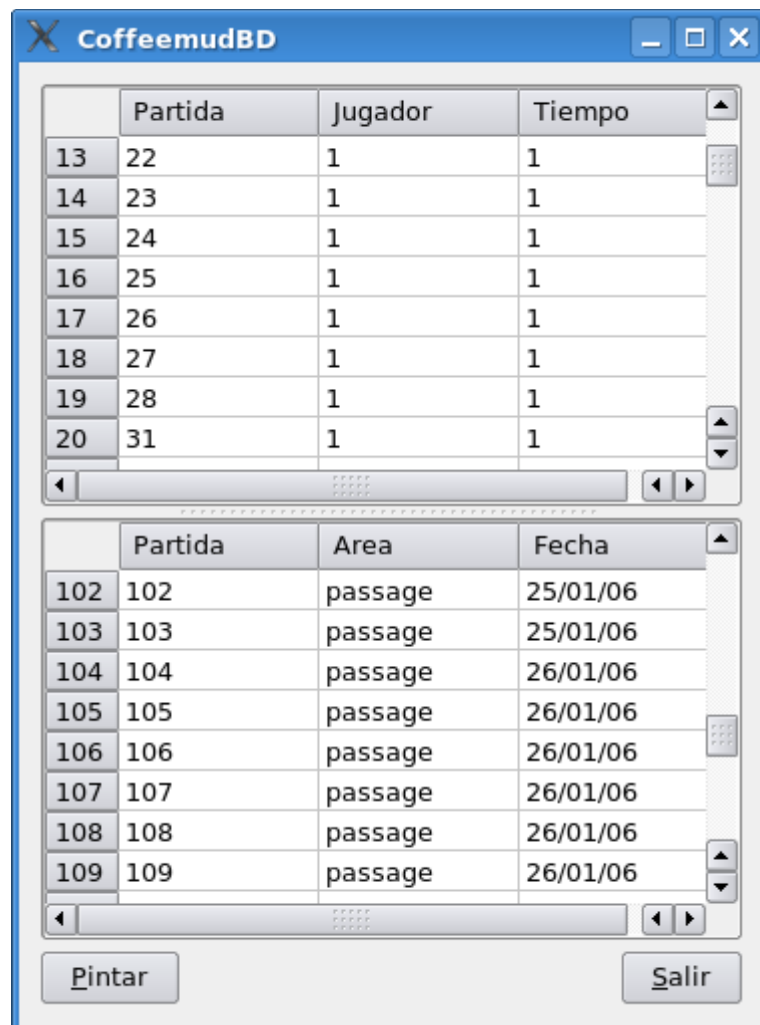 CoffeemudBD
Partida Jugador Tiempo
13 22 1 1
14 23 1 1
15 24 1 1
16 25 1 1
17 26 1 1
18 27 1 1
19 28 1 1
20 31 1 1
Partida Area Fecha
102 102 passage 25/01/06
103 103 passage 25/01/06
104 104 passage 26/01/06
105 105 passage 26/01/06
106 106 passage 26/01/06
107 107 passage 26/01/06
108 108 passage 26/01/06
109 109 passage 26/01/06
Pintar Salir